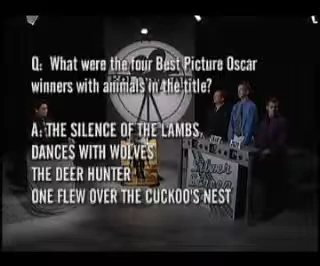 Q: What were the four Best Picture Oscar
winners with animals in the title?
A: THE SILENCE OF THE LAMBS,
DANCES WITH WOLVES
THE DEER HUNTER
ONE FLEW OVER THE CUCKOO'S NEST